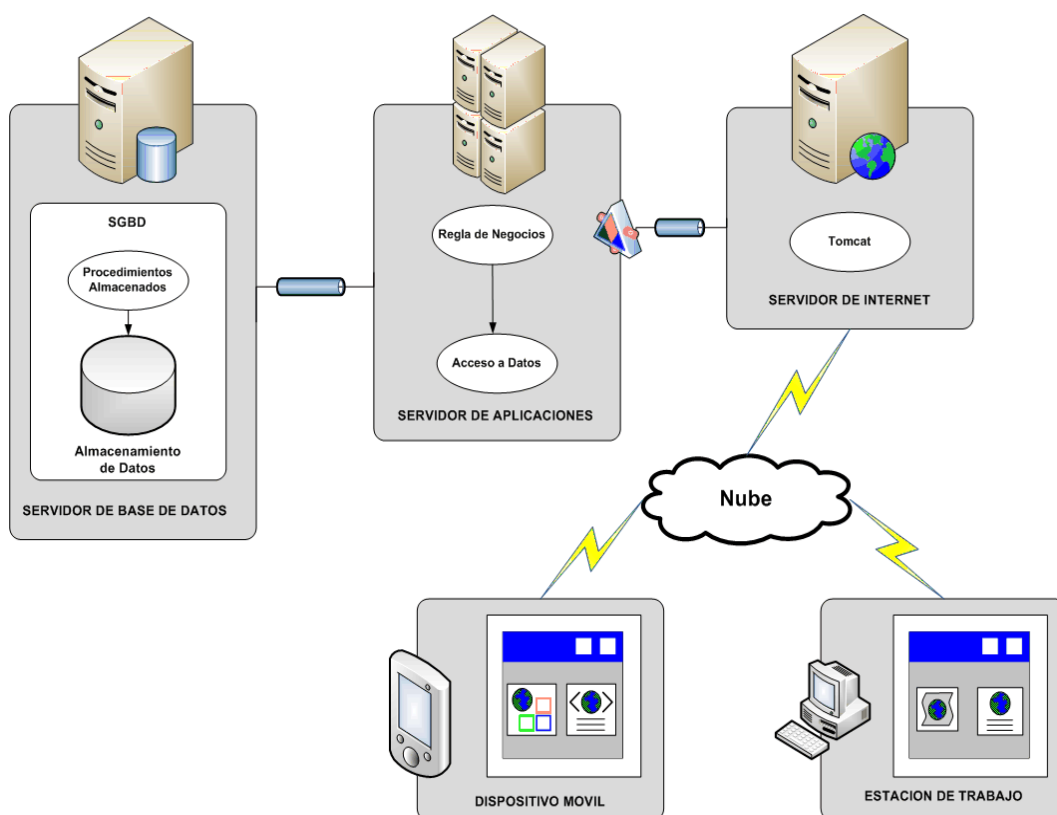 SGBD
Procedimientos
Almacenados
Almacenamiento
de Datos
SERVIDOR DE BASE DE DATOS
Regla de Negocios
Acceso a Datos
SERVIDOR DE APLICACIONES
Tomcat
SERVIDOR DE INTERNET
Nube
DISPOSITIVO MOVIL
ESTACION DE TRABAJO